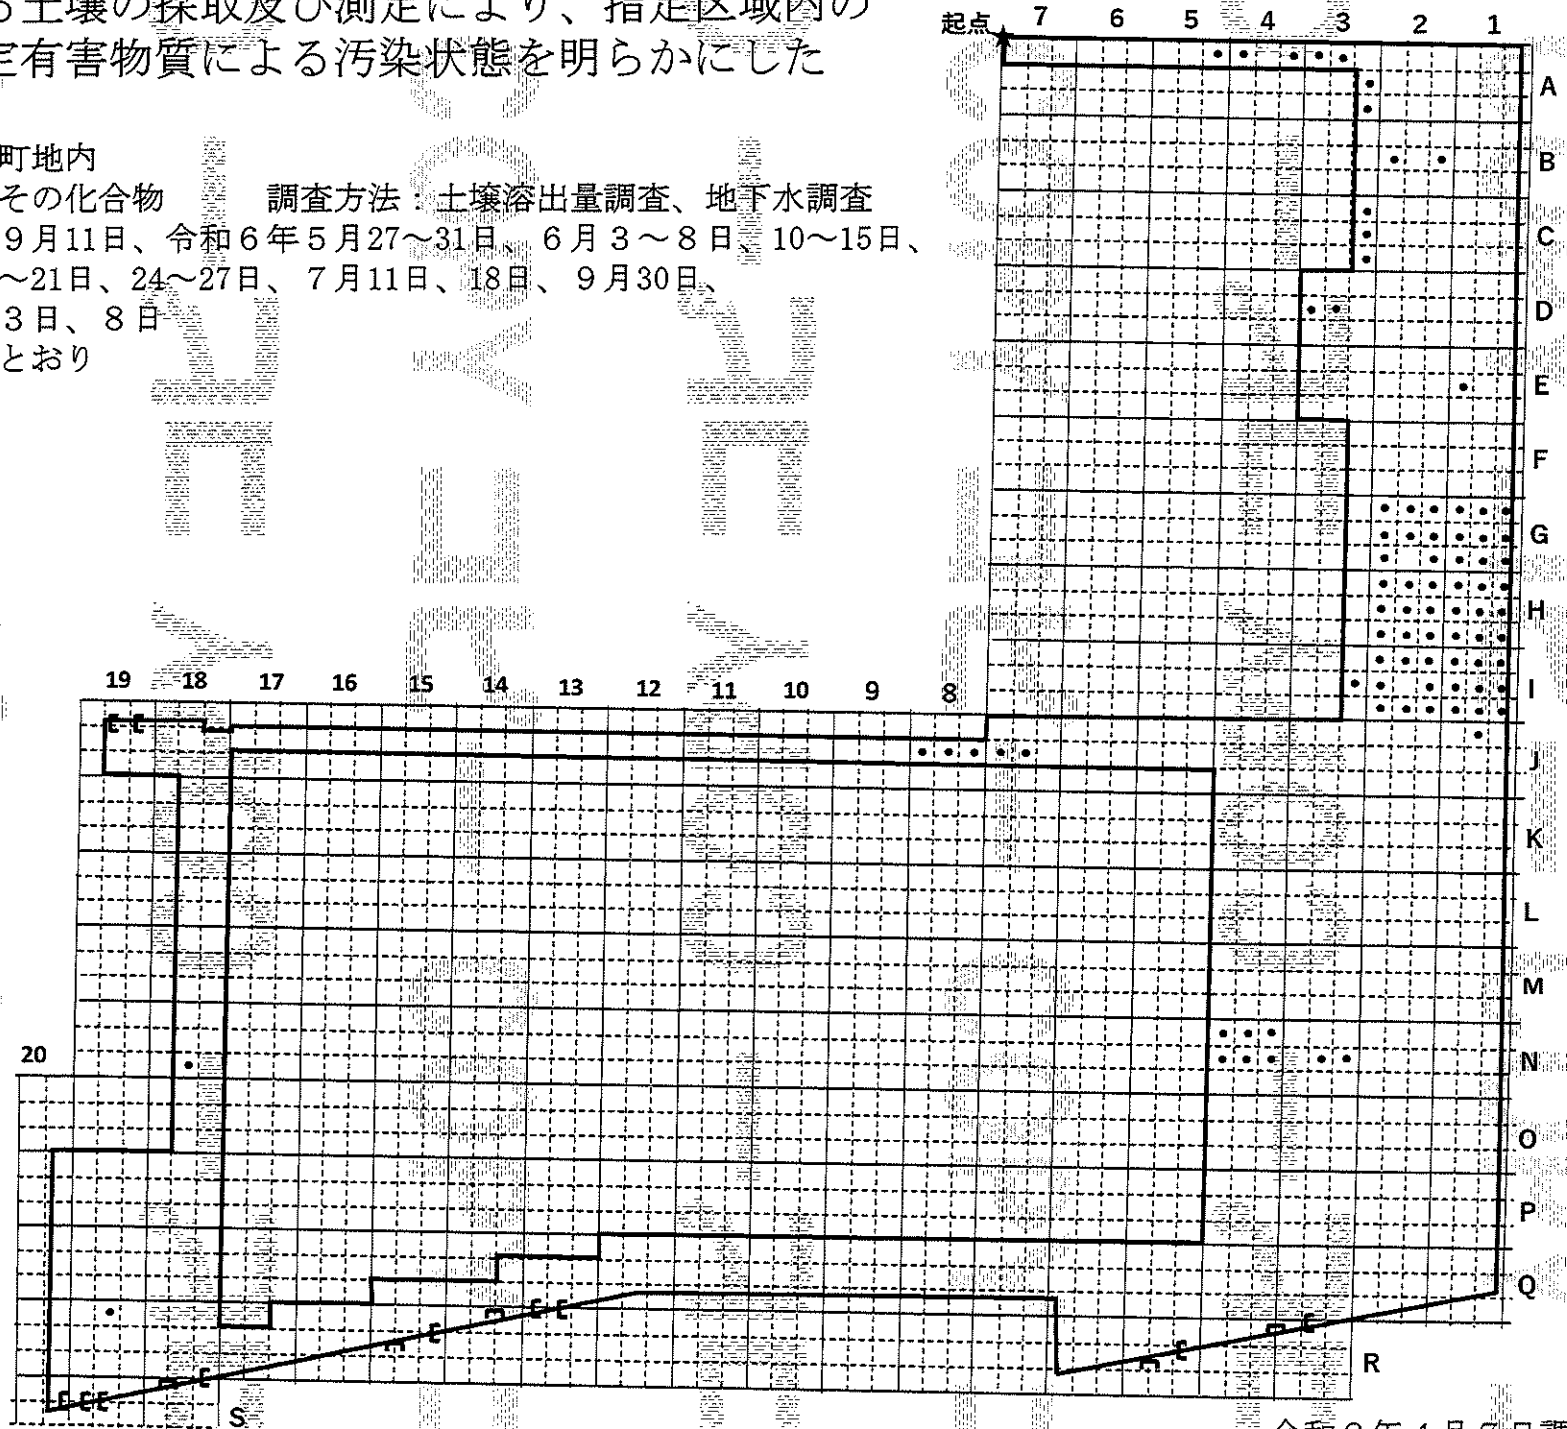 る土壌の採取及び測定により、指定区域内の
定有害物質による汚染状態を明らかにした
町地内
その化合物　　　調査方法：土壌溶出量調査、地下水調査
９月11日、令和６年５月27～31日、６月３～８日、10～15日、
～21日、24～27日、７月11日、18日、９月30日、
３日、８日
とおり
起点 7 6 5 4 3 2 1
A
B
C
D
E
F
G
H
I
19 18 17 16 15 14 13 12 11 10 9 8
J
K
L
M
20
N
O
P
Q
R
S